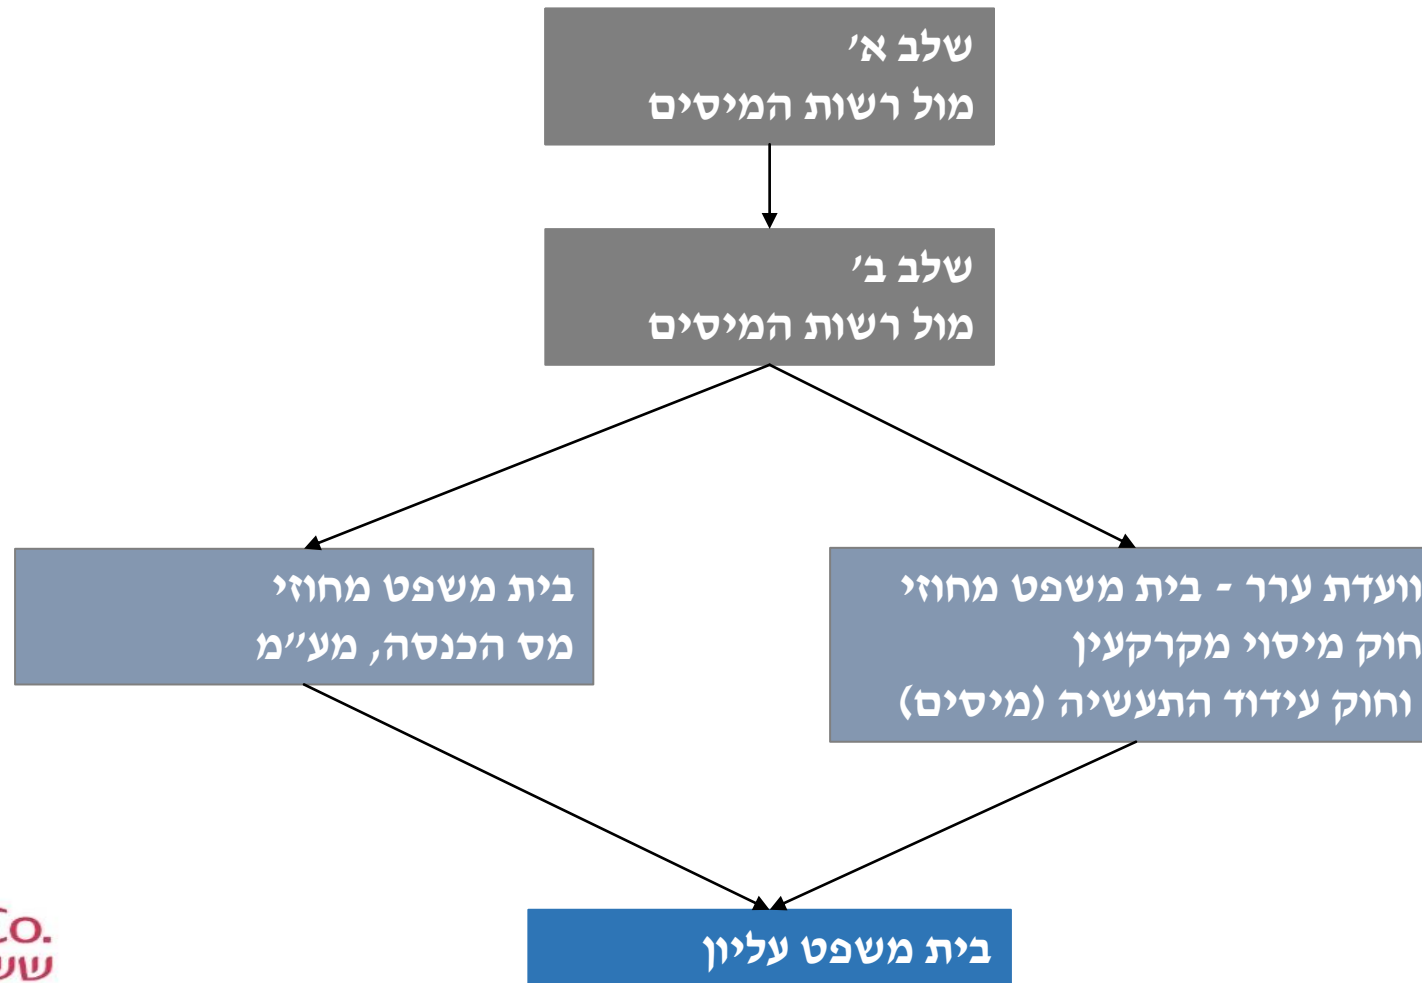 שלב א'
מול רשות המיסים
שלב ב'
מול רשות המיסים
וועדת ערר - בית משפט מחוזי
חוק מיסוי מקרקעין
וחוק עידוד התעשיה (מיסים)
בית משפט מחוזי
מס הכנסה, מע"מ
בית משפט עליון
Co.